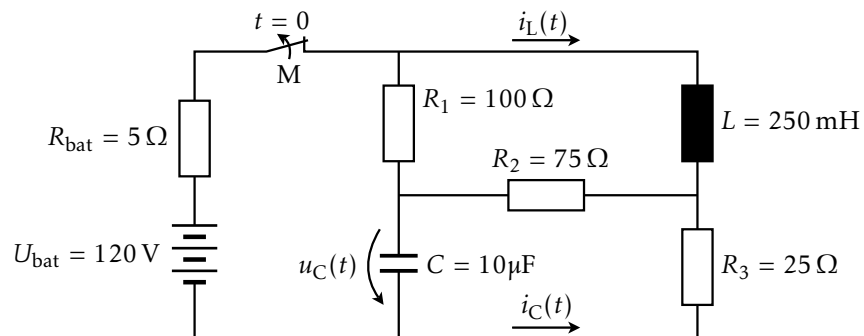 t = 0
i_L(t)
M
R_1 = 100 Ω
L = 250 mH
R_bat = 5 Ω
R_2 = 75 Ω
U_bat = 120 V
u_C(t)
C = 10μF
R_3 = 25 Ω
i_C(t)